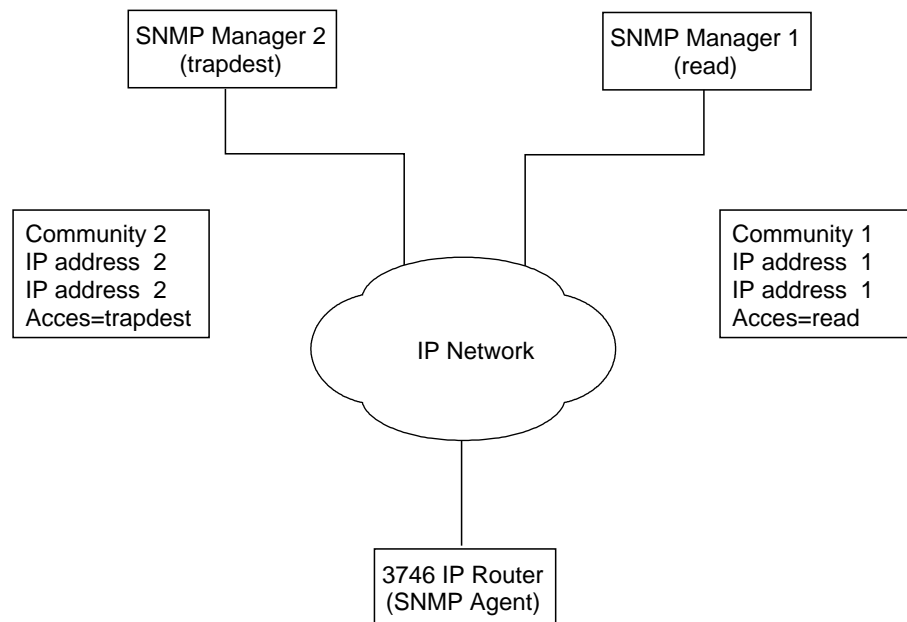 SNMP Manager 2
(trapdest)
SNMP Manager 1
(read)
Community 2
IP address 2
IP address 2
Acces=trapdest
Community 1
IP address 1
IP address 1
Acces=read
IP Network
3746 IP Router
(SNMP Agent)